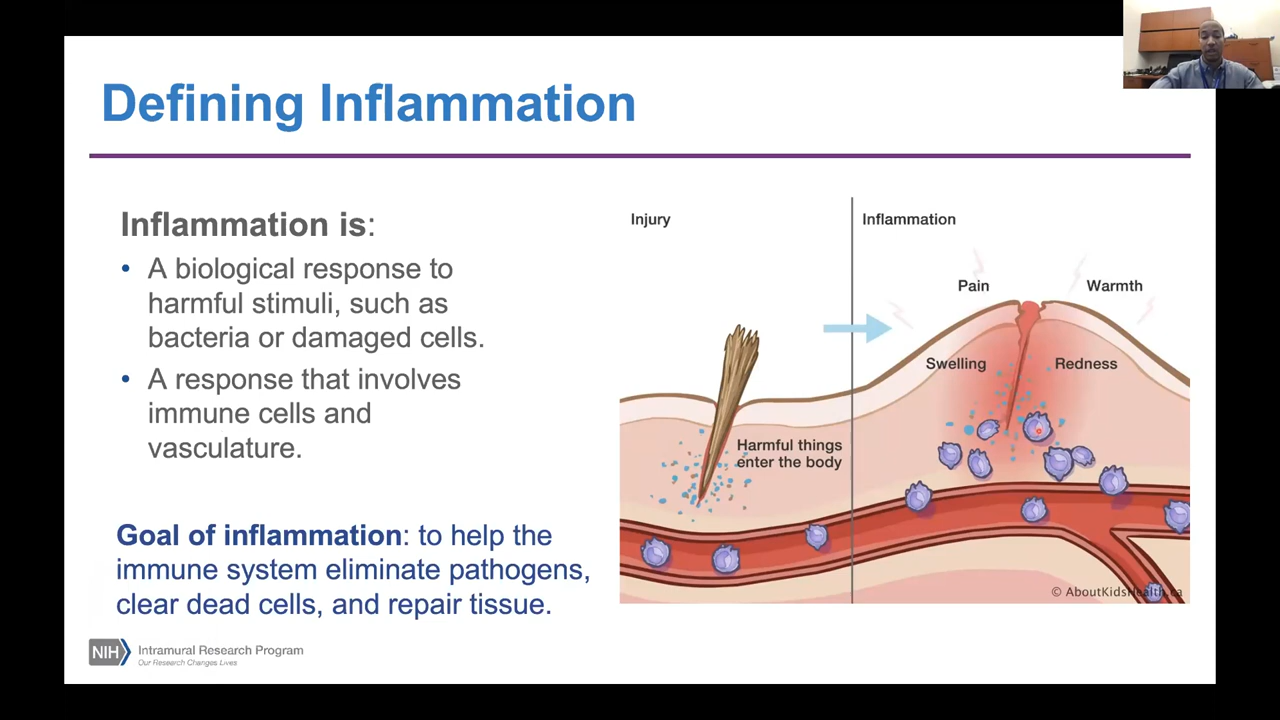 Defining Inflammation
Inflammation is:
• A biological response to
harmful stimuli, such as
bacteria or damaged cells.
• A response that involves
immune cells and
vasculature.
Goal of inflammation: to help the
immune system eliminate pathogens,
clear dead cells, and repair tissue.
Injury
Harmful things
enter the body
Inflammation
Pain
Warmth
Swelling
Redness
© AboutKidsHealth.ca
NIH
Intramural Research Program
Our Research Changes Lives